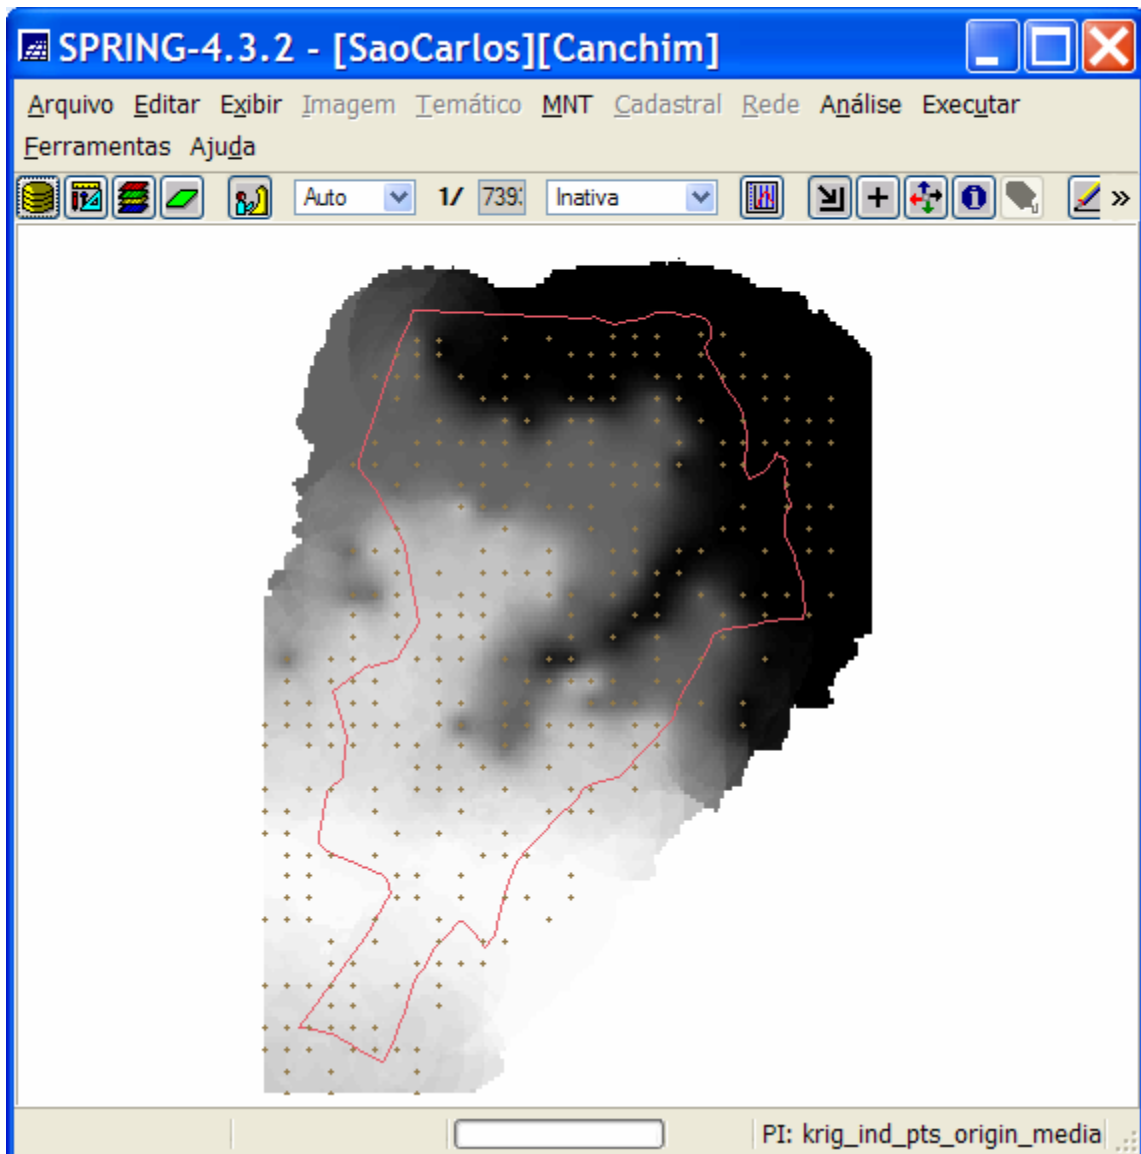 SPRING-4.3.2 - [SaoCarlos][Canchim]
Arquivo Editar Exibir Imagem Temático MNT Cadastral Rede Análise Executar
Ferramentas Ajuda
Auto 1/ 739 Inativa »
PI: krig_ind_pts_origin_media